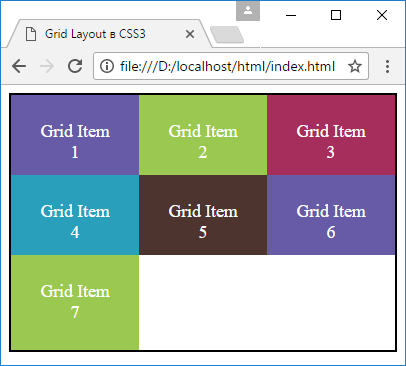 Grid Layout в CSS3
file:///D:/localhost/html/index.html
Grid Item
1
Grid Item
2
Grid Item
3
Grid Item
4
Grid Item
5
Grid Item
6
Grid Item
7